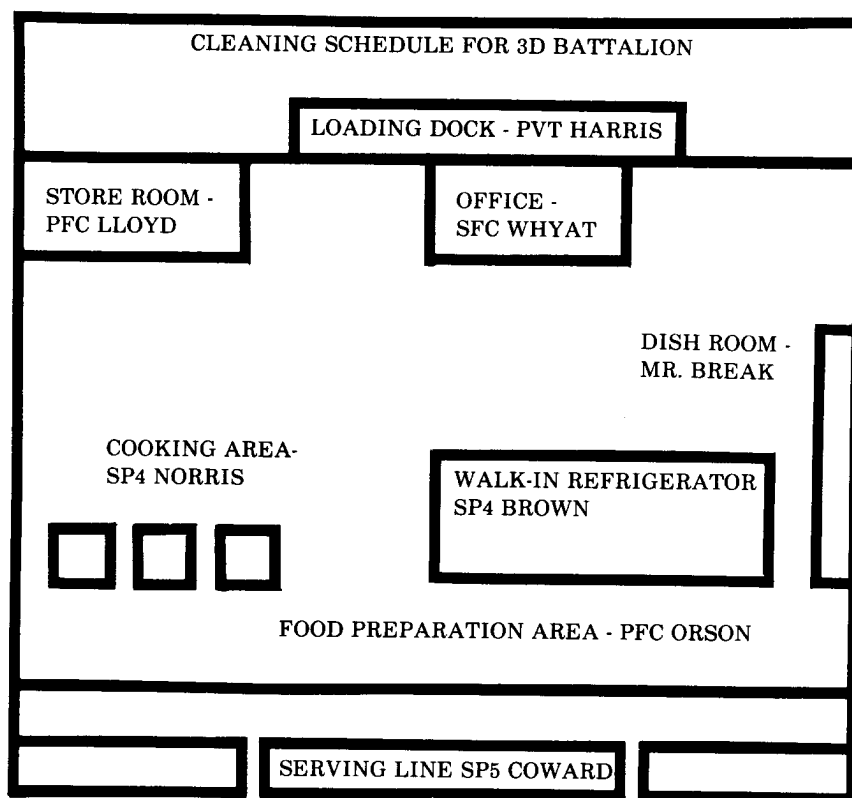 CLEANING SCHEDULE FOR 3D BATTALION
LOADING DOCK - PVT HARRIS
STORE ROOM -
PFC LLOYD
OFFICE -
SFC WHYAT
DISH ROOM -
MR. BREAK
COOKING AREA-
SP4 NORRIS
WALK-IN REFRIGERATOR
SP4 BROWN
FOOD PREPARATION AREA - PFC ORSON
SERVING LINE SP5 COWARD